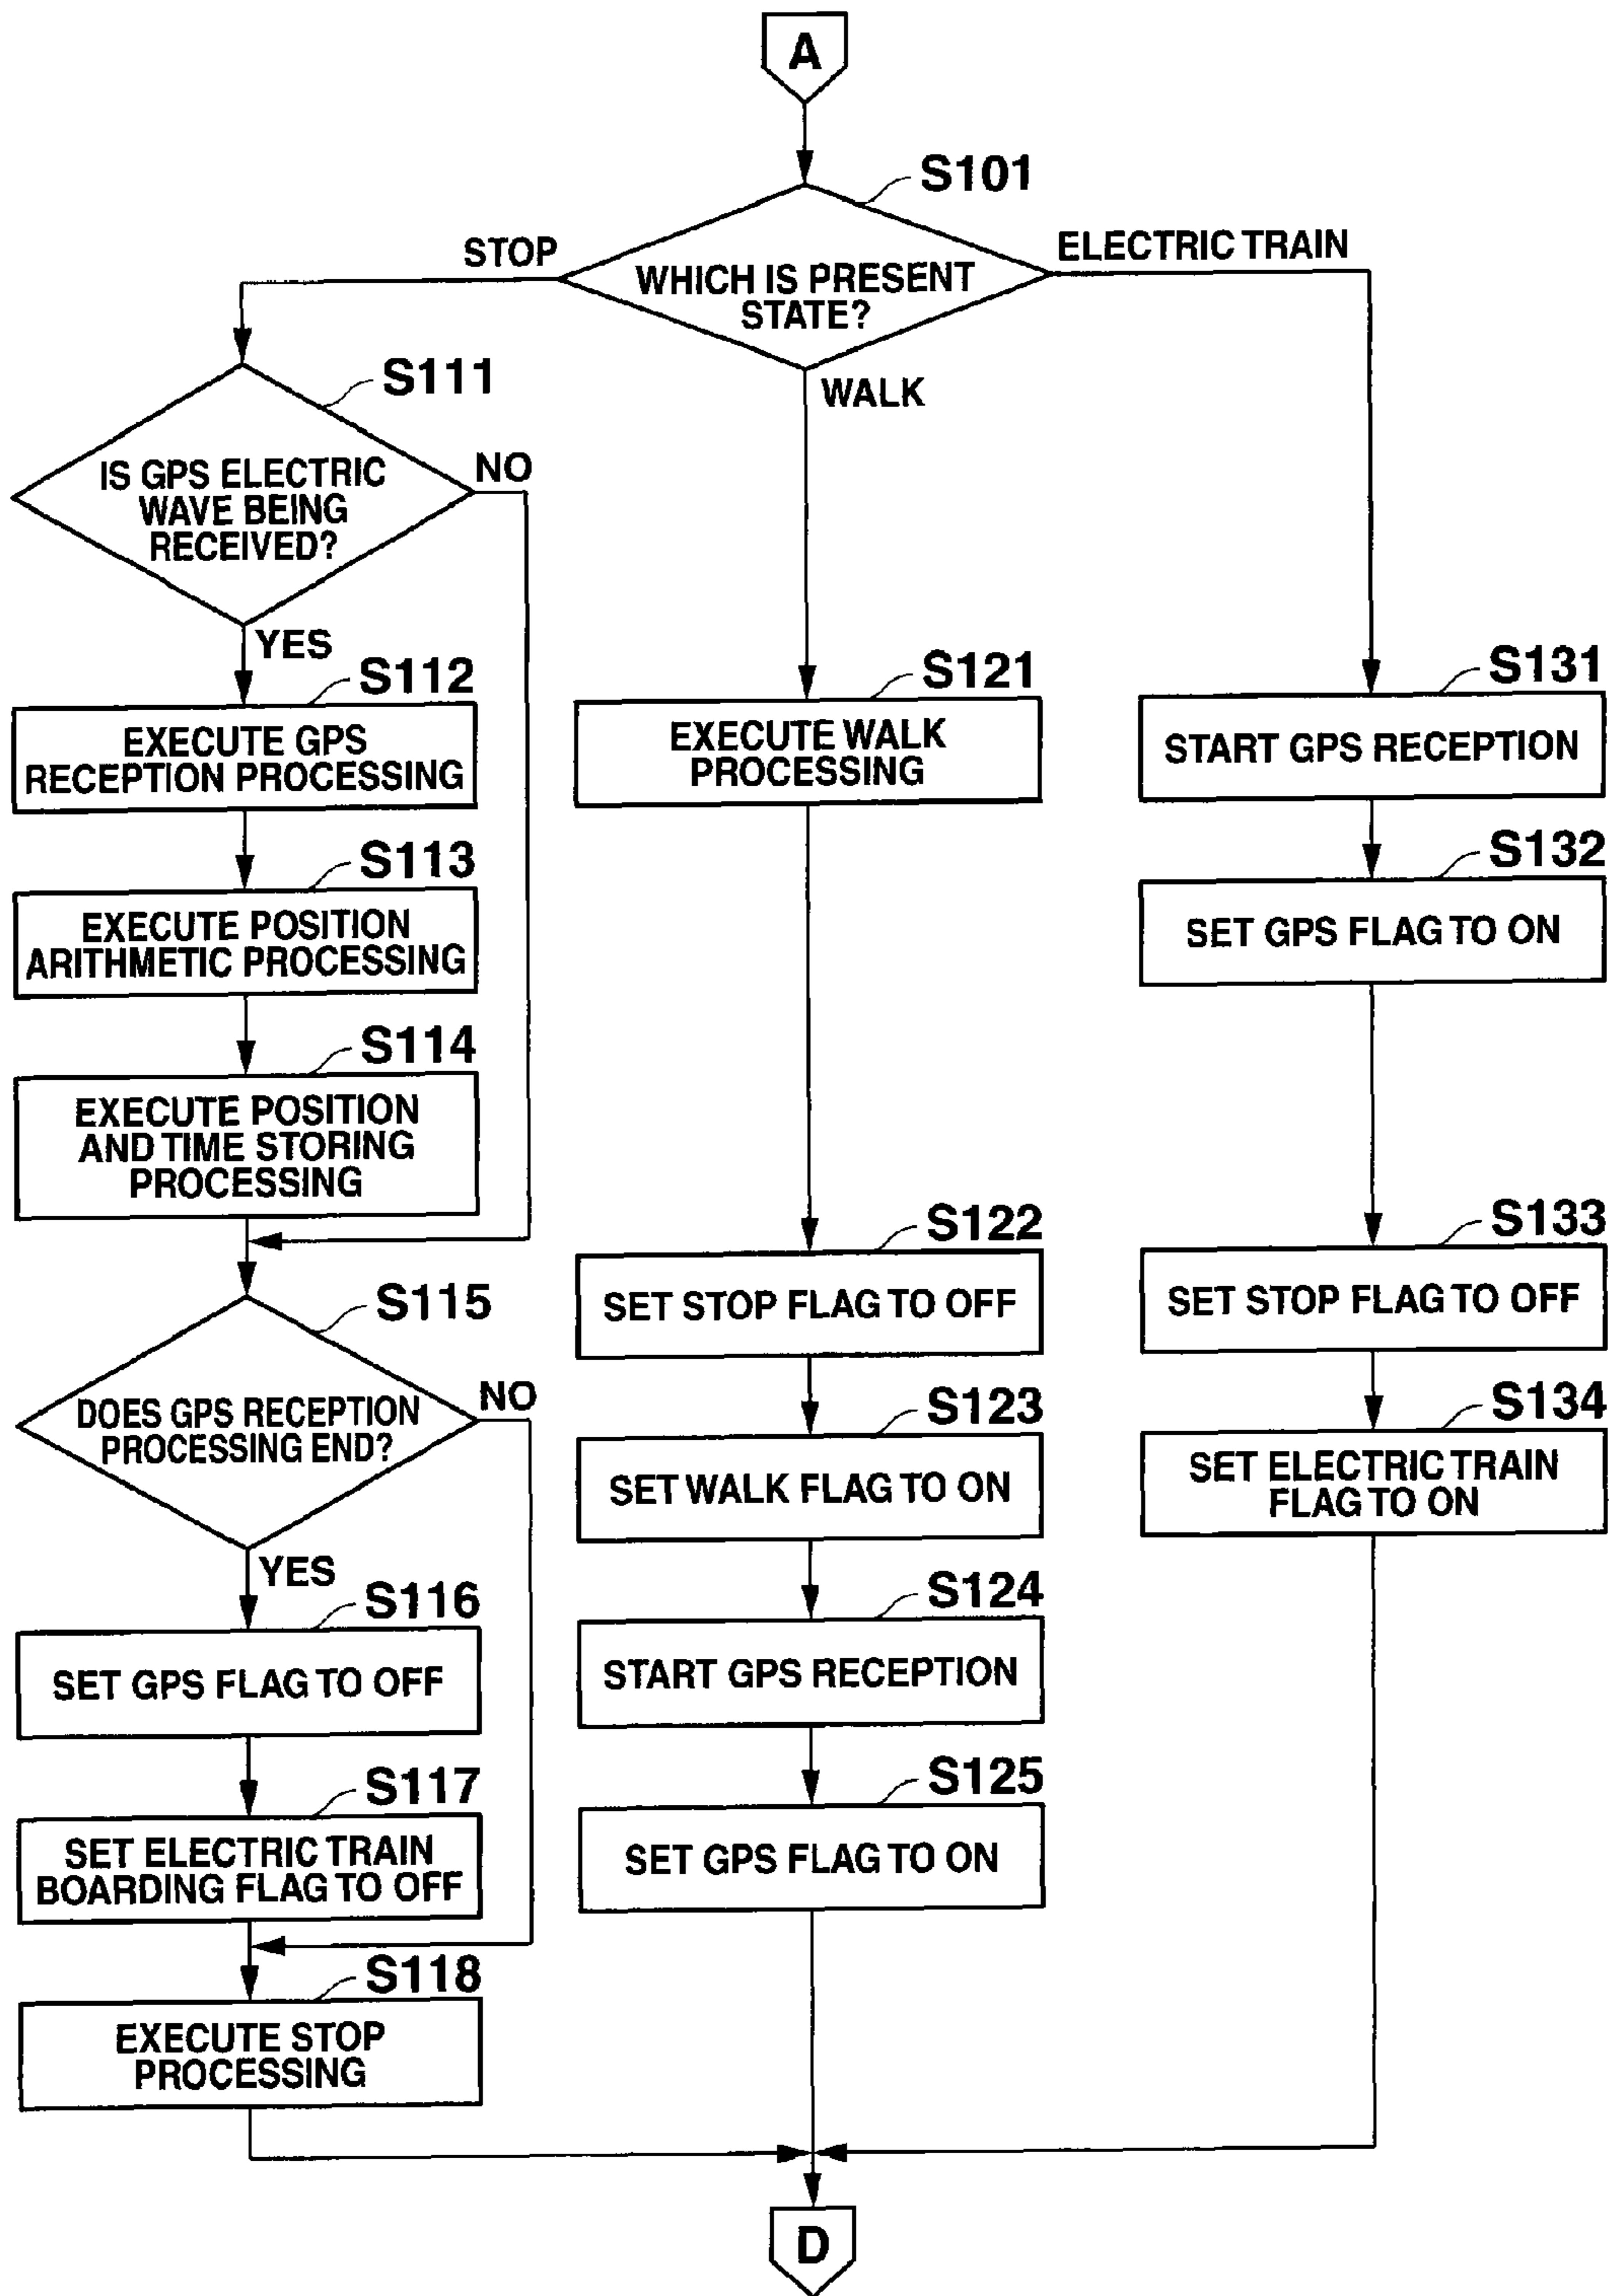 A
S101
STOP
ELECTRIC TRAIN
WHICH IS PRESENT
STATE?
WALK
S111
IS GPS ELECTRIC
WAVE BEING
RECEIVED?
NO
YES
S112
EXECUTE GPS
RECEPTION PROCESSING
S113
EXECUTE POSITION
ARITHMETIC PROCESSING
S114
EXECUTE POSITION
AND TIME STORING
PROCESSING
S115
DOES GPS RECEPTION
PROCESSING END?
NO
YES
S116
SET GPS FLAG TO OFF
S117
SET ELECTRIC TRAIN
BOARDING FLAG TO OFF
S118
EXECUTE STOP
PROCESSING
S121
EXECUTE WALK
PROCESSING
S122
SET STOP FLAG TO OFF
S123
SET WALK FLAG TO ON
S124
START GPS RECEPTION
S125
SET GPS FLAG TO ON
S131
START GPS RECEPTION
S132
SET GPS FLAG TO ON
S133
SET STOP FLAG TO OFF
S134
SET ELECTRIC TRAIN
FLAG TO ON
D